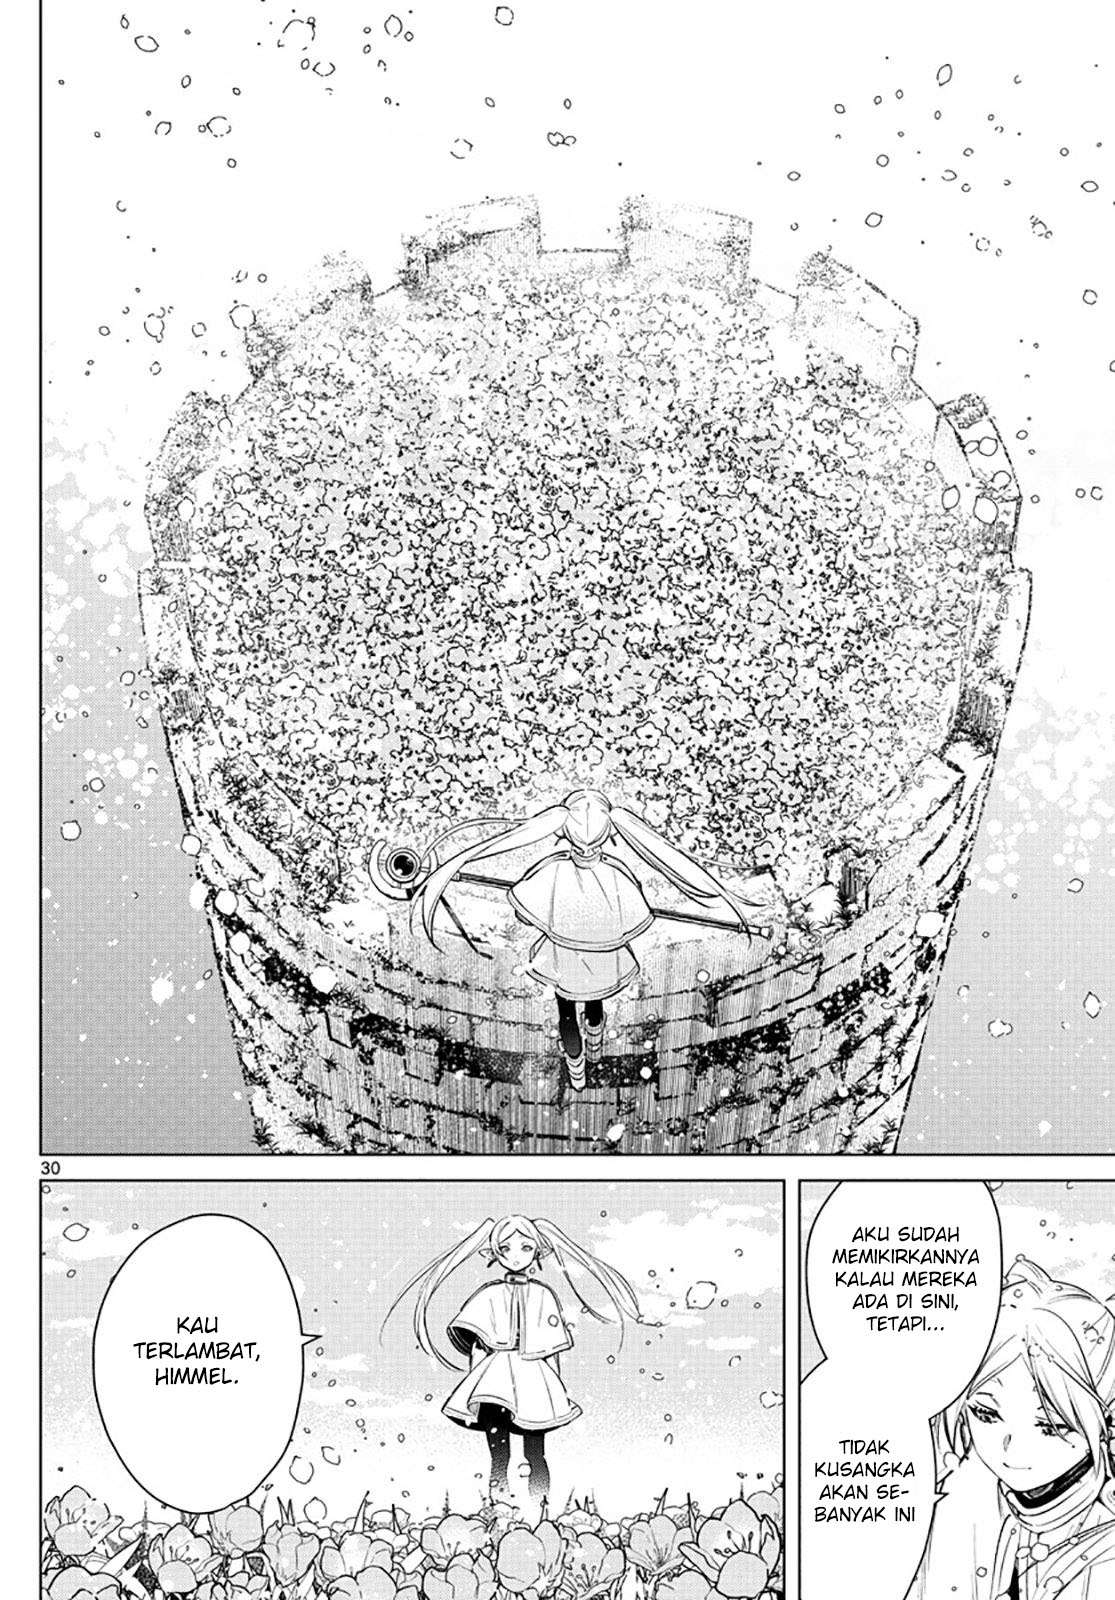 30
KAU
TERLAMBAT,
HIMMEL.
AKU SUDAH
MEMIKIRKANNYA
KALAU MEREKA
ADA DI SINI,
TETAPI...
TIDAK
KUSANGKA
AKAN SE-
BANYAK INI